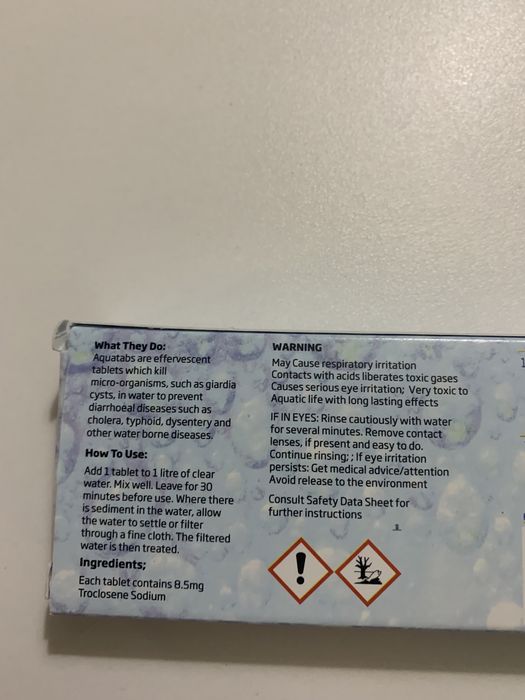 What They Do:
Aquatabs are effervescent
tablets which kill
micro-organisms, such as giardia
cysts, in water to prevent
diarrhoeal diseases such as
cholera, typhoid, dysentery and
other water borne diseases.
How To Use:
Add 1 tablet to 1 litre of clear
water. Mix well. Leave for 30
minutes before use. Where there
is sediment in the water, allow
the water to settle or filter
through a fine cloth. The filtered
water is then treated.
Ingredients;
Each tablet contains 8.5mg
Troclosene Sodium
WARNING
May Cause respiratory irritation
Contacts with acids liberates toxic gases
Causes serious eye irritation; Very toxic to
Aquatic life with long lasting effects
IF IN EYES: Rinse cautiously with water
for several minutes. Remove contact
lenses, if present and easy to do.
Continue rinsing; ; If eye irritation
persists: Get medical advice/attention
Avoid release to the environment
Consult Safety Data Sheet for
further instructions